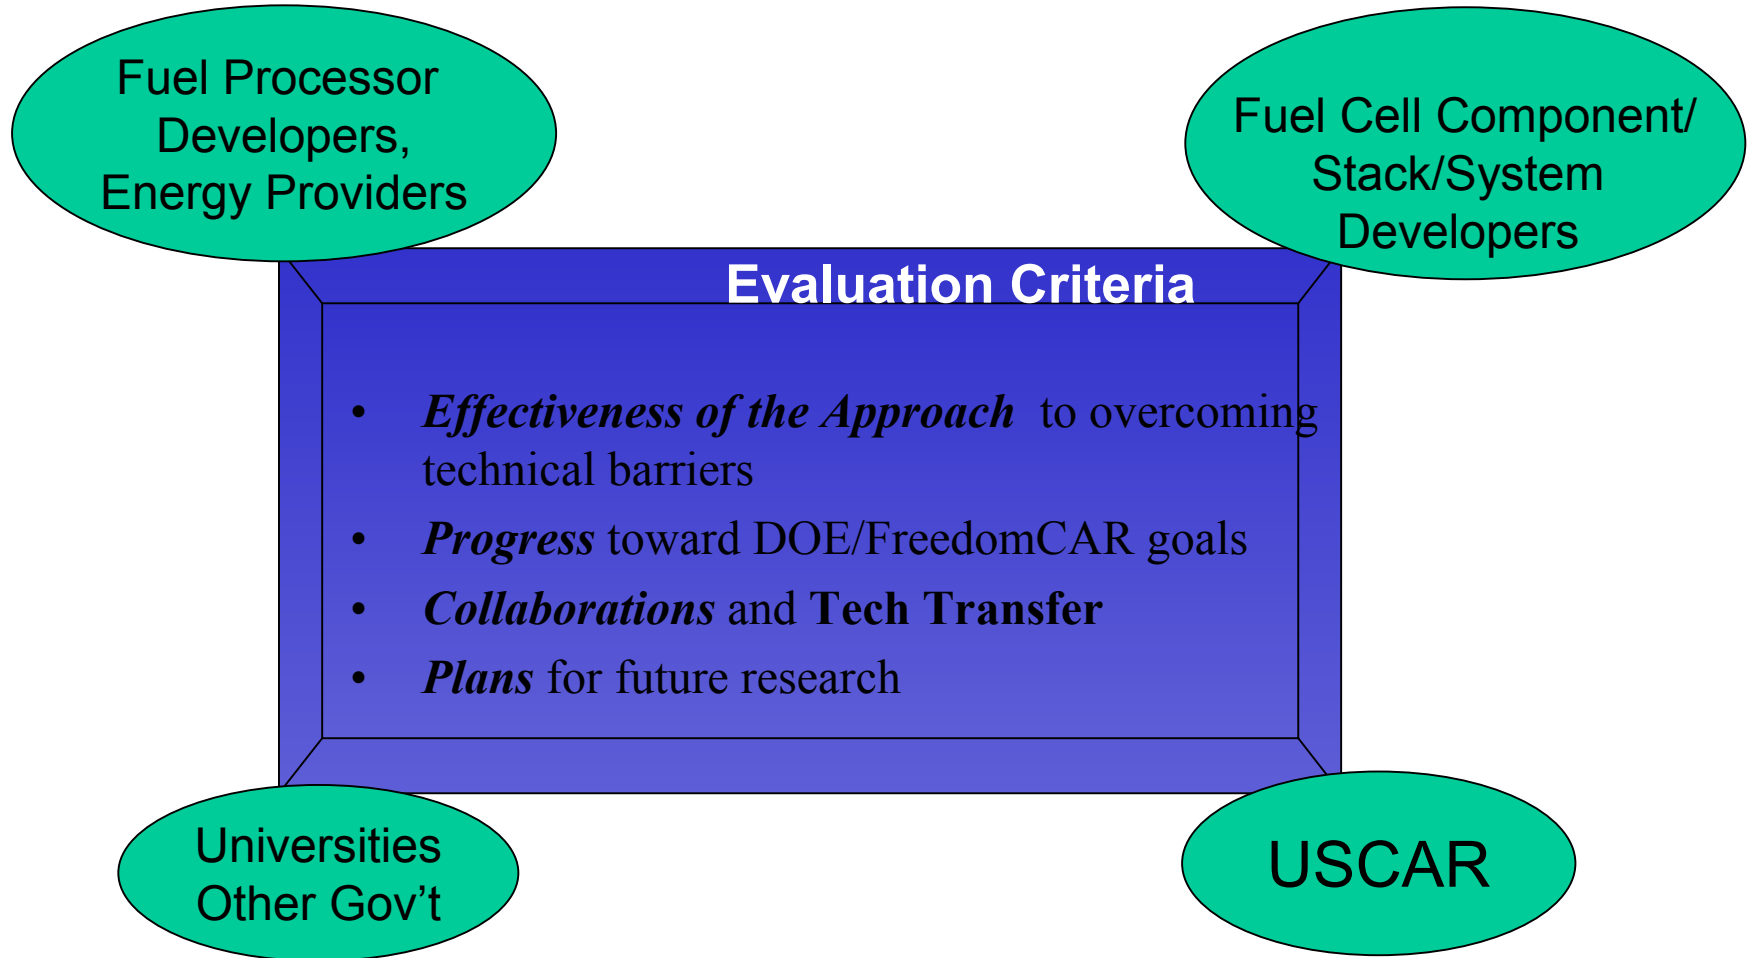 Fuel Processor
Developers,
Energy Providers
Fuel Cell Component/
Stack/System
Developers
Evaluation Criteria
• Effectiveness of the Approach to overcoming
technical barriers
• Progress toward DOE/FreedomCAR goals
• Collaborations and Tech Transfer
• Plans for future research
Universities
Other Gov’t
USCAR